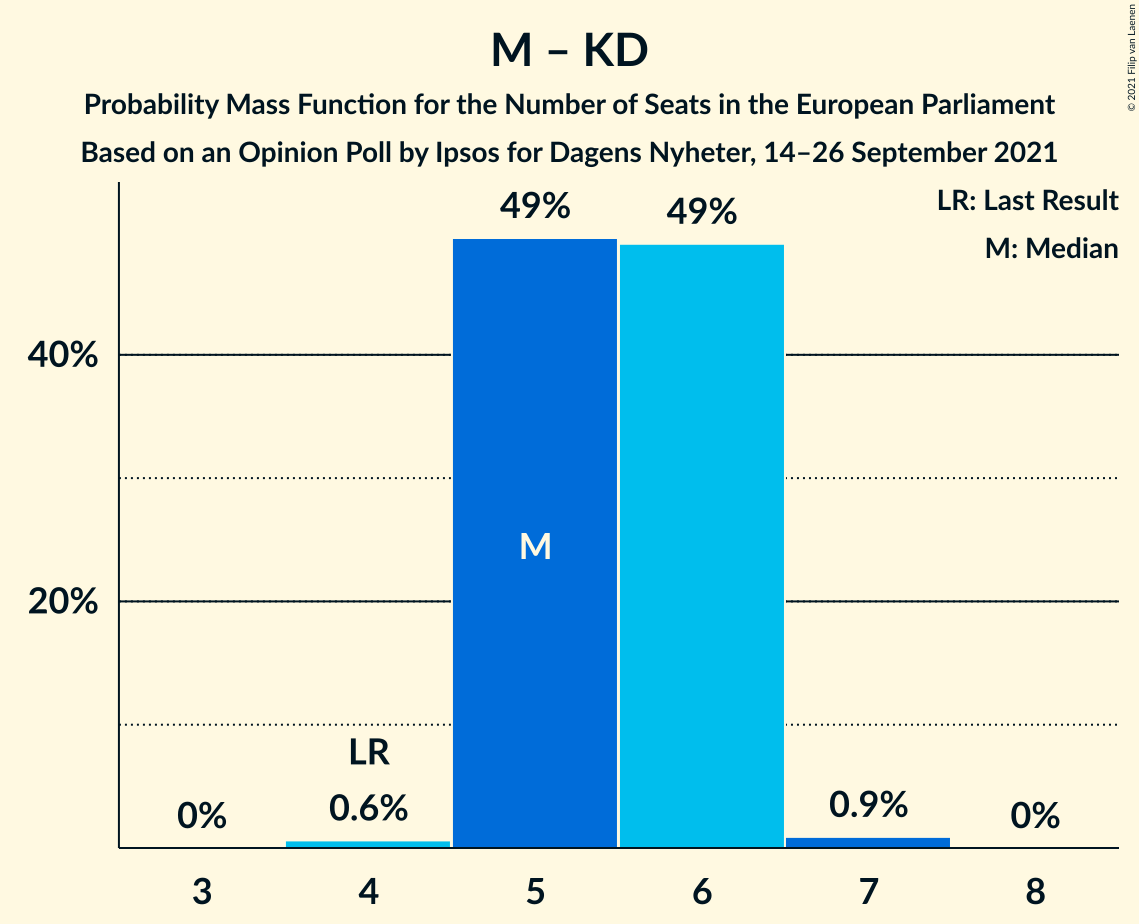 M – KD
Probability Mass Function for the Number of Seats in the European Parliament
Based on an Opinion Poll by Ipsos for Dagens Nyheter, 14–26 September 2021
© 2021 Filip van Laenen
LR: Last Result
M: Median
49%
49%
40%
M
20%
LR
0%
0.6%
0.9%
0%
3
4
5
6
7
8